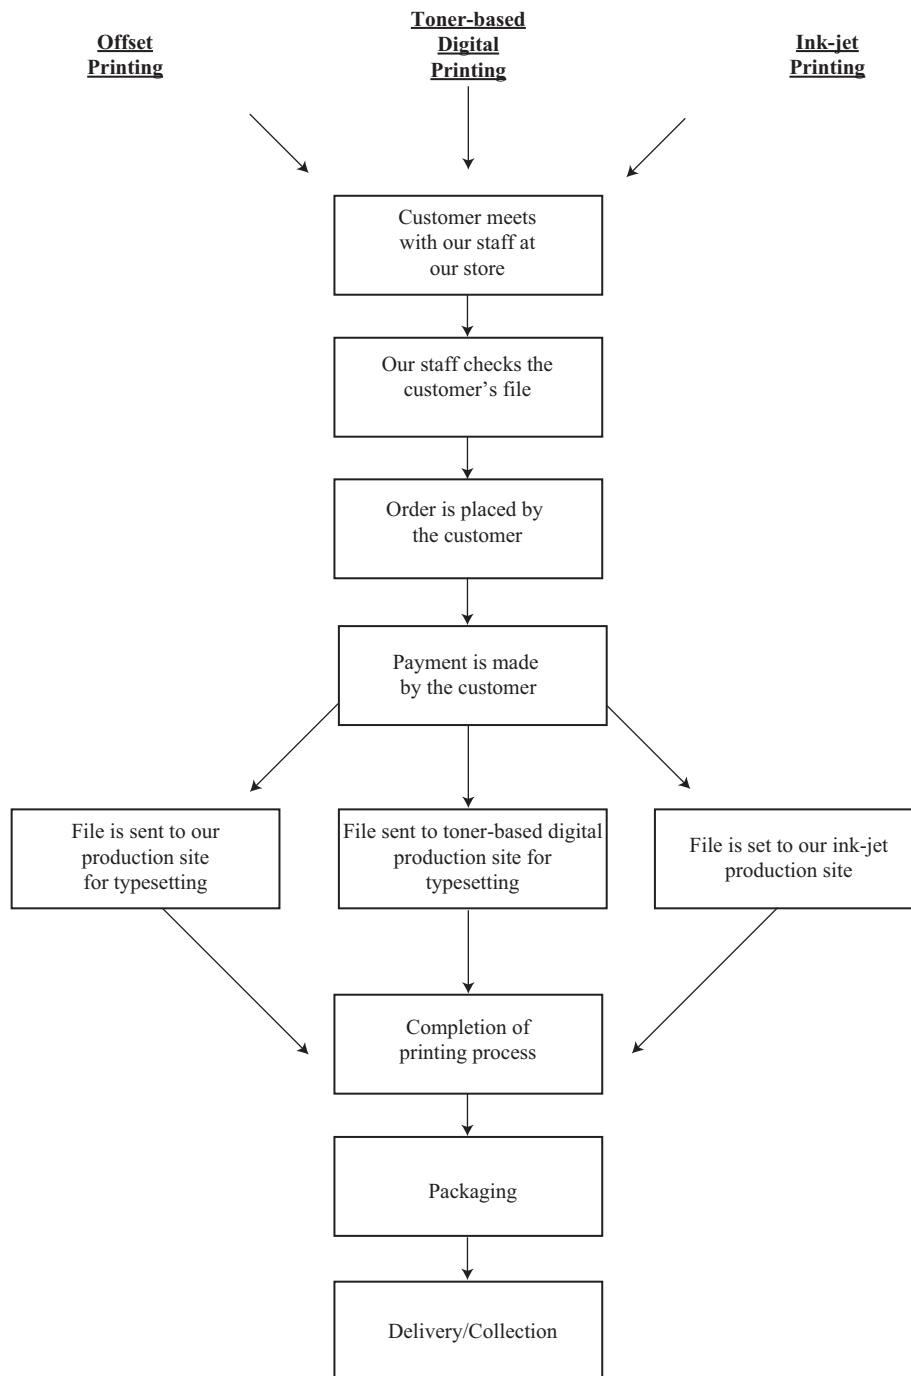 Offset
Printing
Toner-based
Digital
Printing
Ink-jet
Printing
Customer meets
with our staff at
our store
Our staff checks the
customer’s file
Order is placed by
the customer
Payment is made
by the customer
File is sent to our
production site
for typesetting
File sent to toner-based digital
production site for
typesetting
File is set to our ink-jet
production site
Completion of
printing process
Packaging
Delivery/Collection